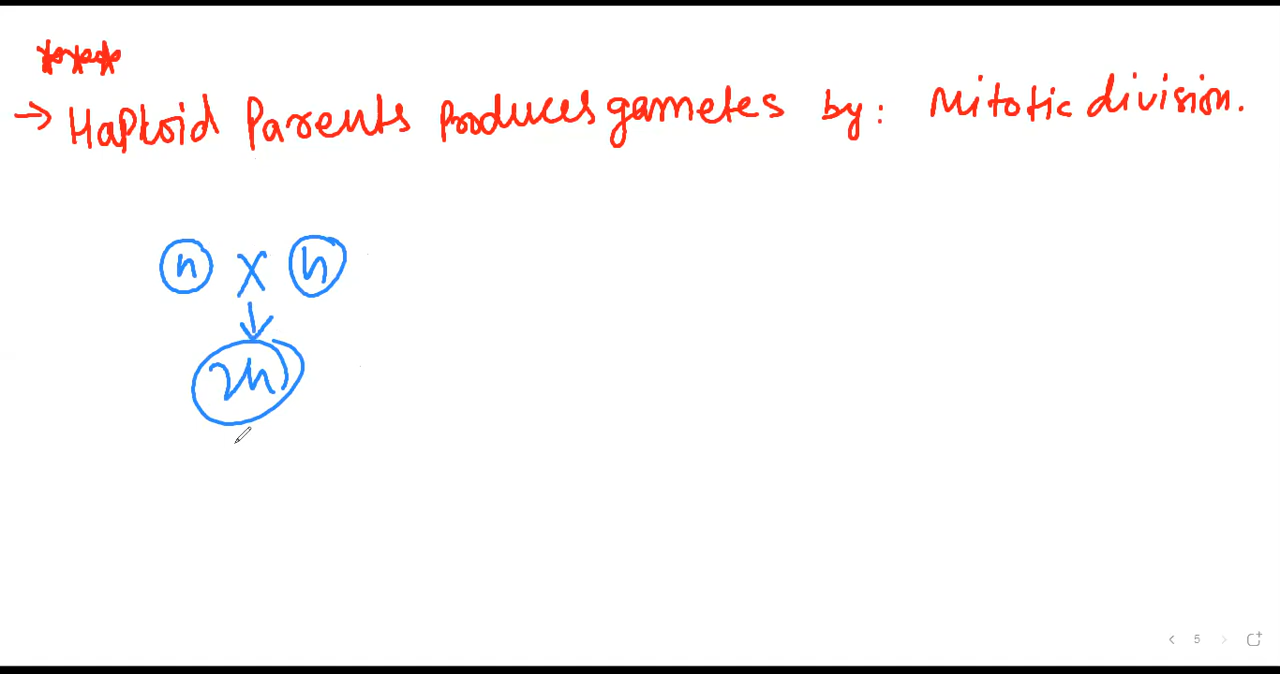 ***
→ Haploid Parents Produces gametes by: Mitotic division.
n X n
↓
2n
5